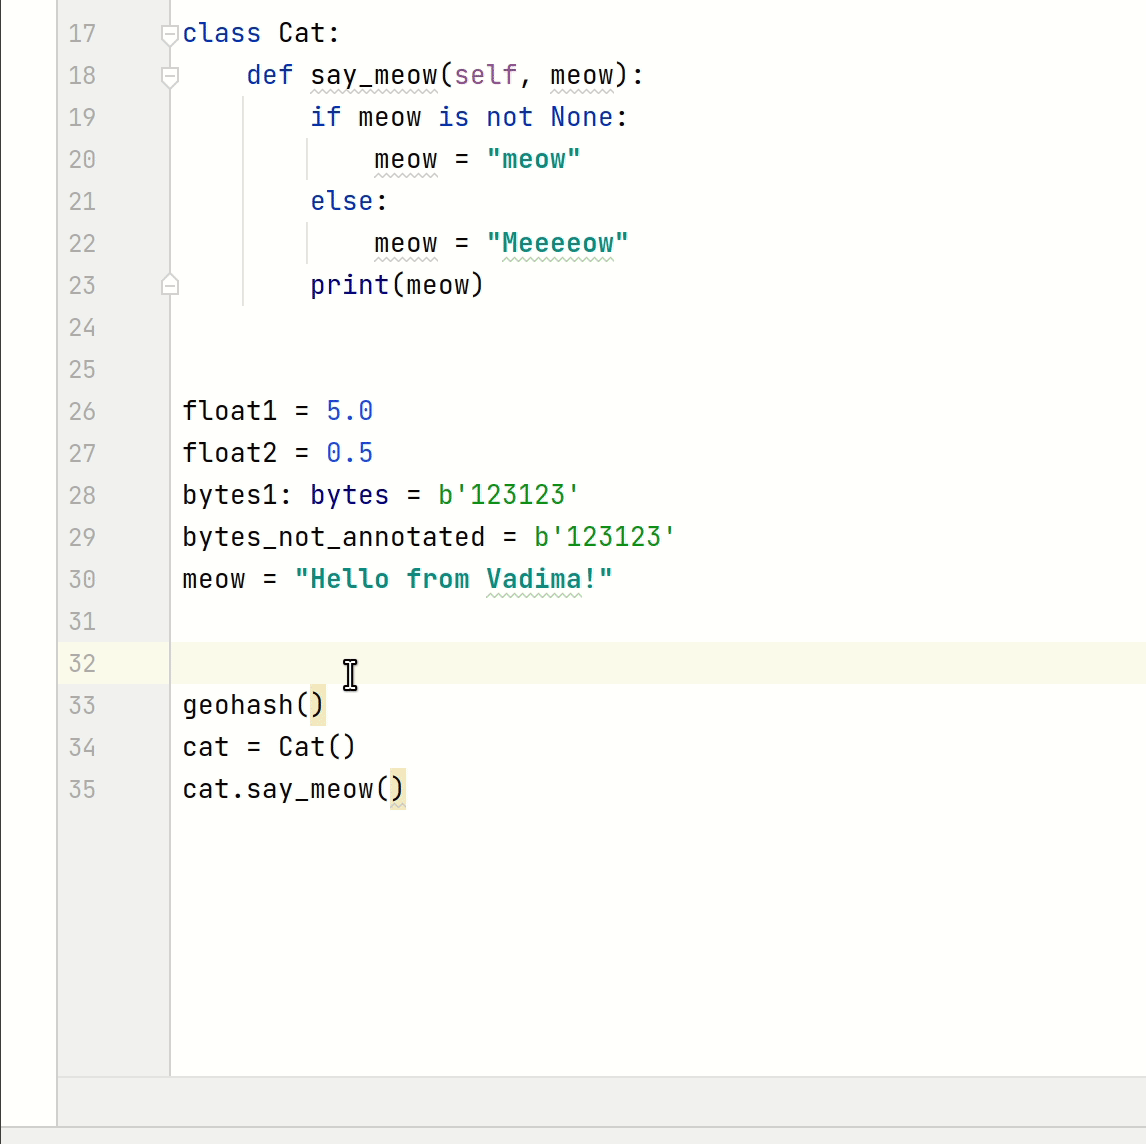 17 class Cat:
18     def say_meow(self, meow):
19         if meow is not None:
20             meow = "meow"
21         else:
22             meow = "Meeeeow"
23         print(meow)
24
25
26 float1 = 5.0
27 float2 = 0.5
28 bytes1: bytes = b'123123'
29 bytes_not_annotated = b'123123'
30 meow = "Hello from Vadima!"
31
32
33 geohash()
34 cat = Cat()
35 cat.say_meow()